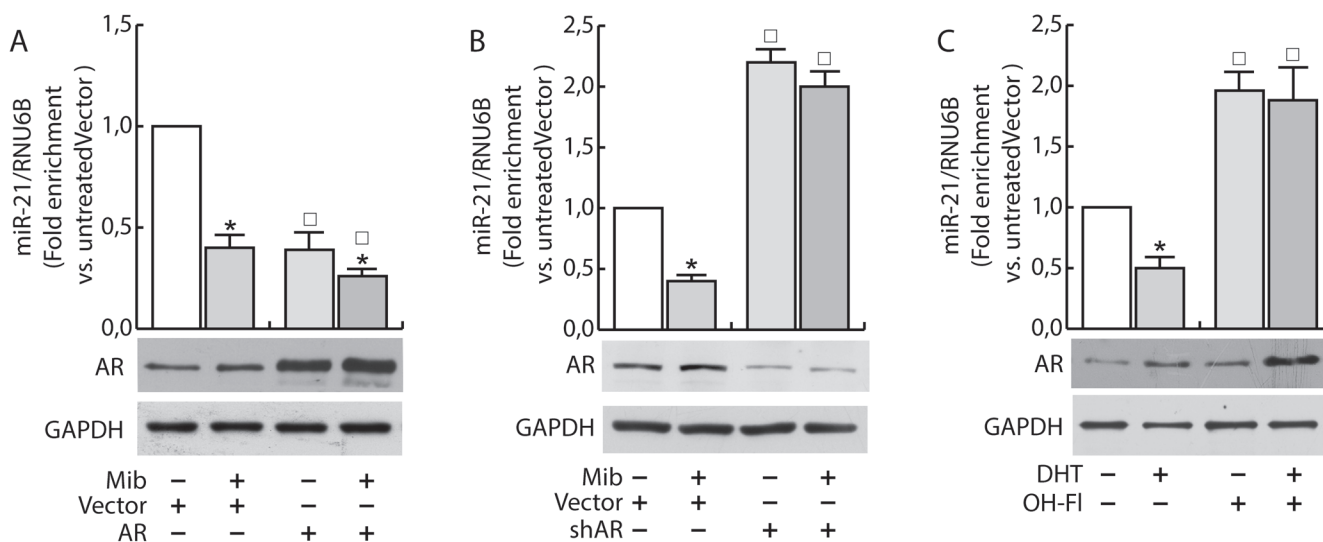 A
miR-21/RNU6B
(Fold enrichment
vs. untreatedVector )
1,5
1,0
0,5
0,0
*
□
□
*
AR
GAPDH
Mib − + − +
Vector + + − −
AR − − + +
B
miR-21/RNU6B
(Fold enrichment
vs. untreatedVector )
2,5
2,0
1,5
1,0
0,5
0,0
*
□
□
AR
GAPDH
Mib − + − +
Vector + + − −
shAR − − + +
C
miR-21/RNU6B
(Fold enrichment
vs. untreatedVector )
2,5
2,0
1,5
1,0
0,5
0,0
*
□
□
AR
GAPDH
DHT − + − +
OH-Fl − − + +